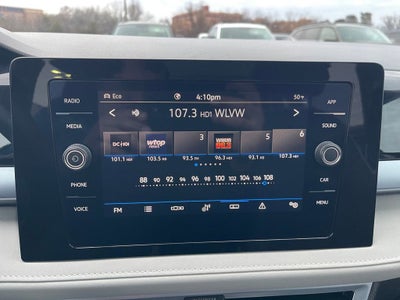 Eco 4:10pm 50°F
107.3 HD1 WLVW
RADIO
MEDIA
PHONE
VOICE
APP
SOUND
CAR
MENU
DC-HD1 wtop 3 5 6
101.1 HD1 103.5 HD1 93.5 96.3 HD1 93.1 HD1 107.3 HD1
88 90 92 94 96 98 100 102 104 106 108
FM